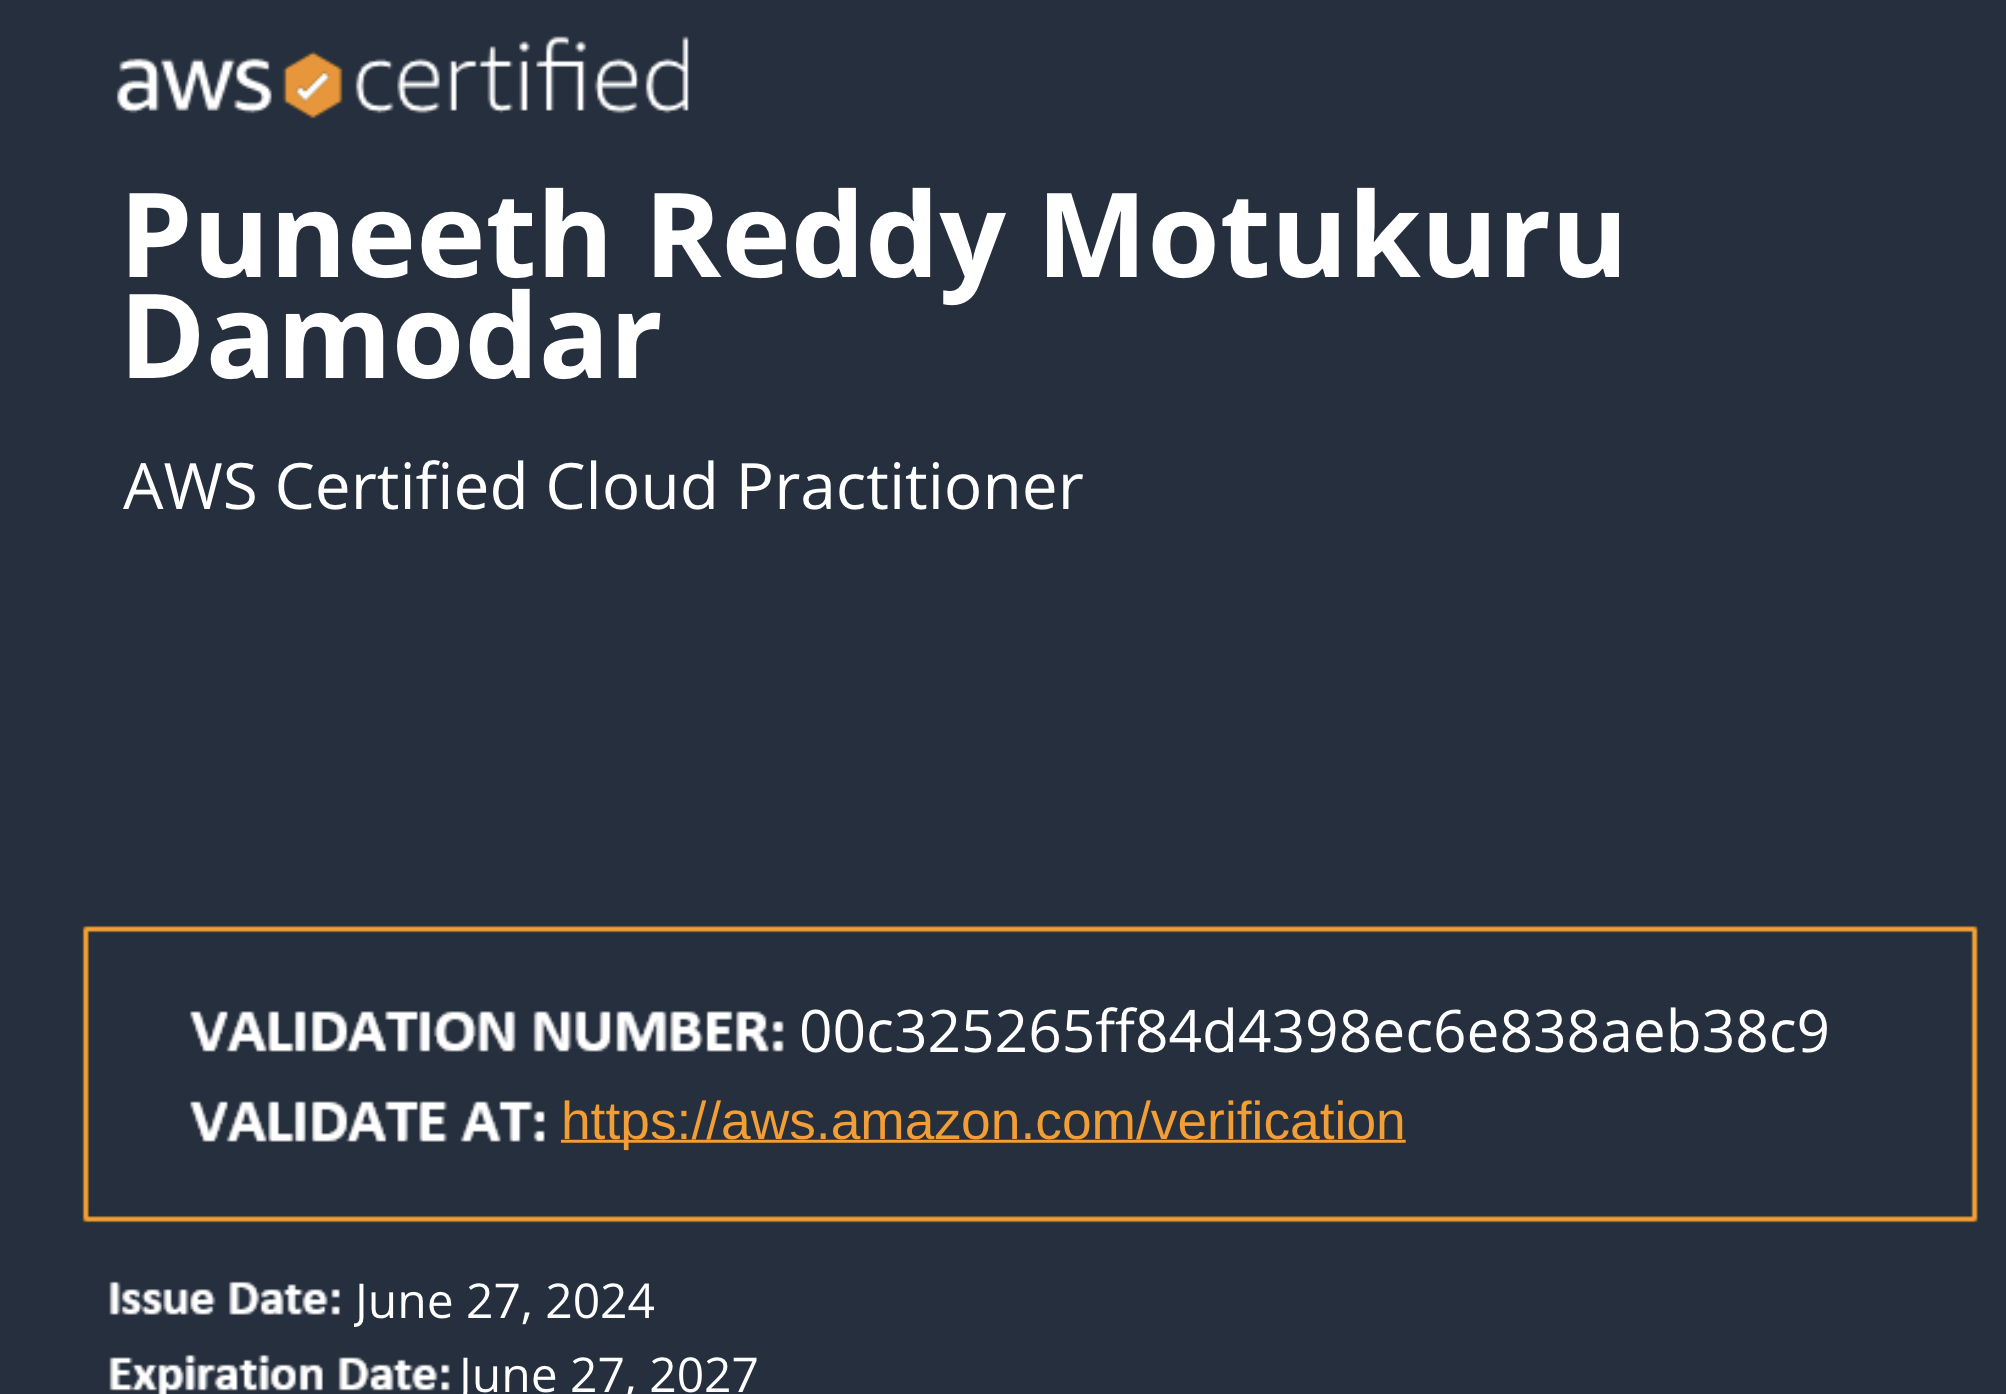 aws certified
Puneeth Reddy Motukuru
Damodar
AWS Certified Cloud Practitioner
VALIDATION NUMBER: 00c325265ff84d4398ec6e838aeb38c9
VALIDATE AT: https://aws.amazon.com/verification
Issue Date: June 27, 2024
Expiration Date: June 27, 2027